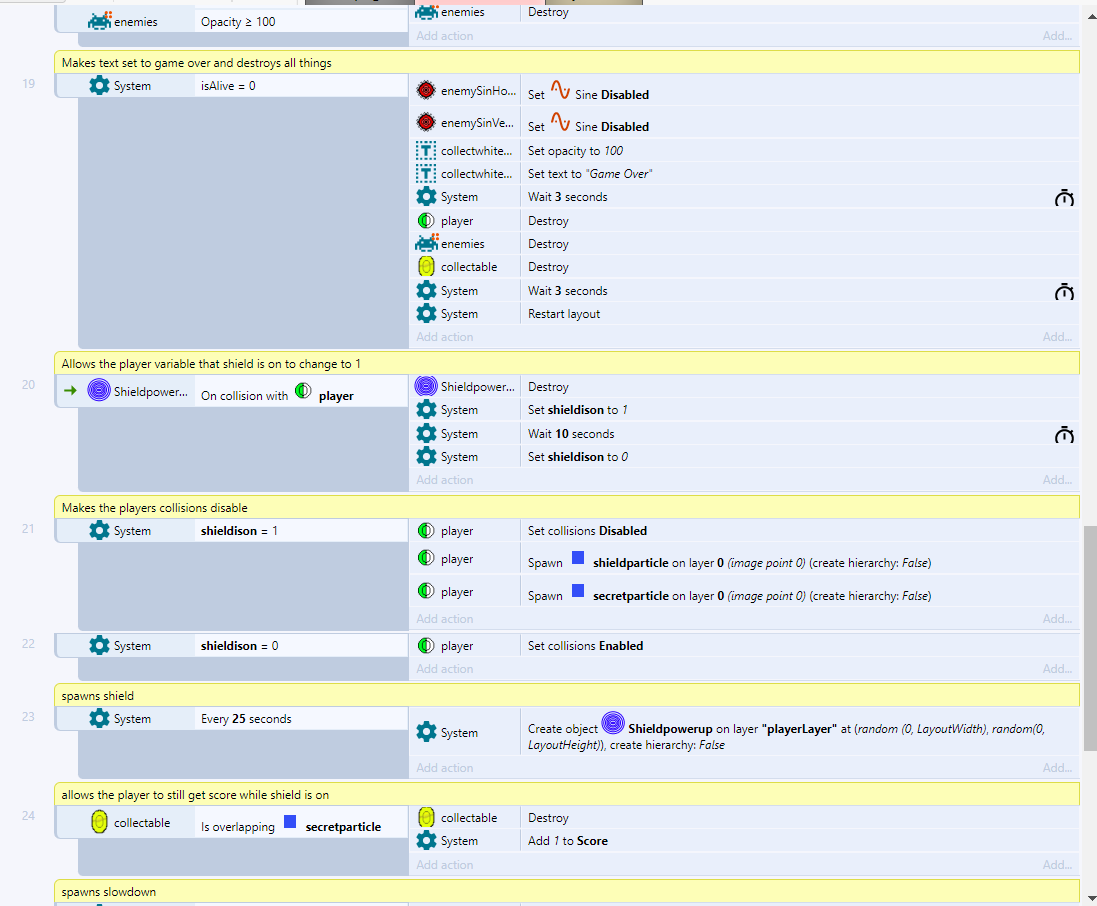 enemies Destroy
enemies Opacity ≥ 100
Add action Add...
Makes text set to game over and destroys all things
19 System isAlive = 0
enemySinHo... Set Sine Disabled
enemySinVe... Set Sine Disabled
collectwhite... Set opacity to 100
collectwhite... Set text to "Game Over"
System Wait 3 seconds
player Destroy
enemies Destroy
collectable Destroy
System Wait 3 seconds
System Restart layout
Add action Add...
Allows the player variable that shield is on to change to 1
20 Shieldpower... On collision with player
Shieldpower... Destroy
System Set shieldison to 1
System Wait 10 seconds
System Set shieldison to 0
Add action Add...
Makes the players collisions disable
21 System shieldison = 1
player Set collisions Disabled
player Spawn shieldparticle on layer 0 (image point 0) (create hierarchy: False)
player Spawn secretparticle on layer 0 (image point 0) (create hierarchy: False)
Add action Add...
22 System shieldison = 0
player Set collisions Enabled
Add action Add...
spawns shield
23 System Every 25 seconds
System Create object Shieldpowerup on layer "playerLayer" at (random (0, LayoutWidth), random(0,
LayoutHeight)), create hierarchy: False
Add action Add...
allows the player to still get score while shield is on
24 collectable Is overlapping secretparticle
collectable Destroy
System Add 1 to Score
Add action Add...
spawns slowdown